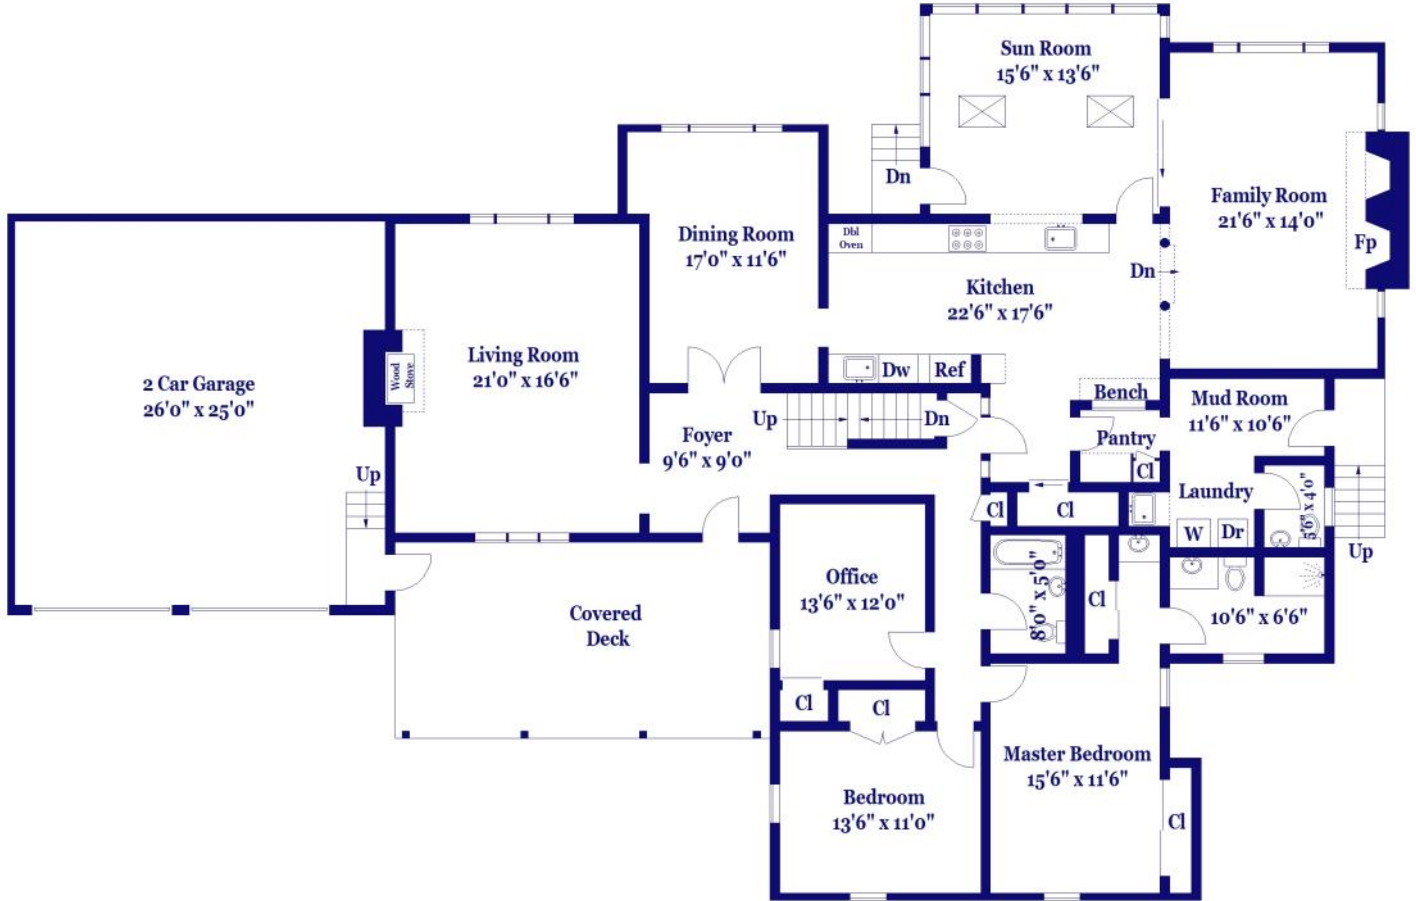 Sun Room
15'6" x 13'6"
Dn
Family Room
21'6" x 14'0"
Fp
Dining Room
17'0" x 11'6"
Dbl
Oven
Kitchen
22'6" x 17'6"
Dn
Dw
Ref
Living Room
21'0" x 16'6"
Wood
Stove
2 Car Garage
26'0" x 25'0"
Up
Foyer
9'6" x 9'0"
Up
Dn
Bench
Pantry
Cl
Mud Room
11'6" x 10'6"
Laundry
W
Dr
5'6" x 4'0"
Up
Cl
Cl
Office
13'6" x 12'0"
Covered
Deck
8'0" x 5'0"
Cl
10'6" x 6'6"
Cl
Cl
Master Bedroom
15'6" x 11'6"
Bedroom
13'6" x 11'0"
Cl